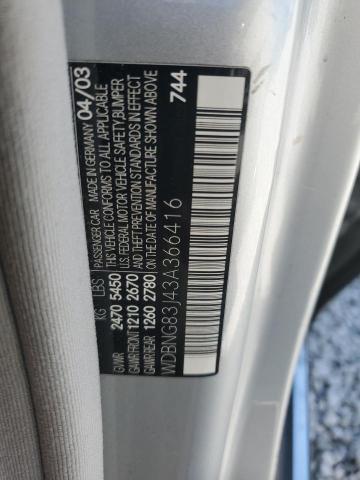 PASSENGER CAR MADE IN GERMANY 04/03
THIS VEHICLE CONFORMS TO ALL APPLICABLE
U.S. FEDERAL MOTOR VEHICLE SAFETY, BUMPER
AND THEFT PREVENTION STANDARDS IN EFFECT
ON THE DATE OF MANUFACTURE SHOWN ABOVE
KG LBS
GVWR 2470 5450
GAWR FRONT 1210 2670
GAWR REAR 1260 2780
744
WDBNG83J43A366416